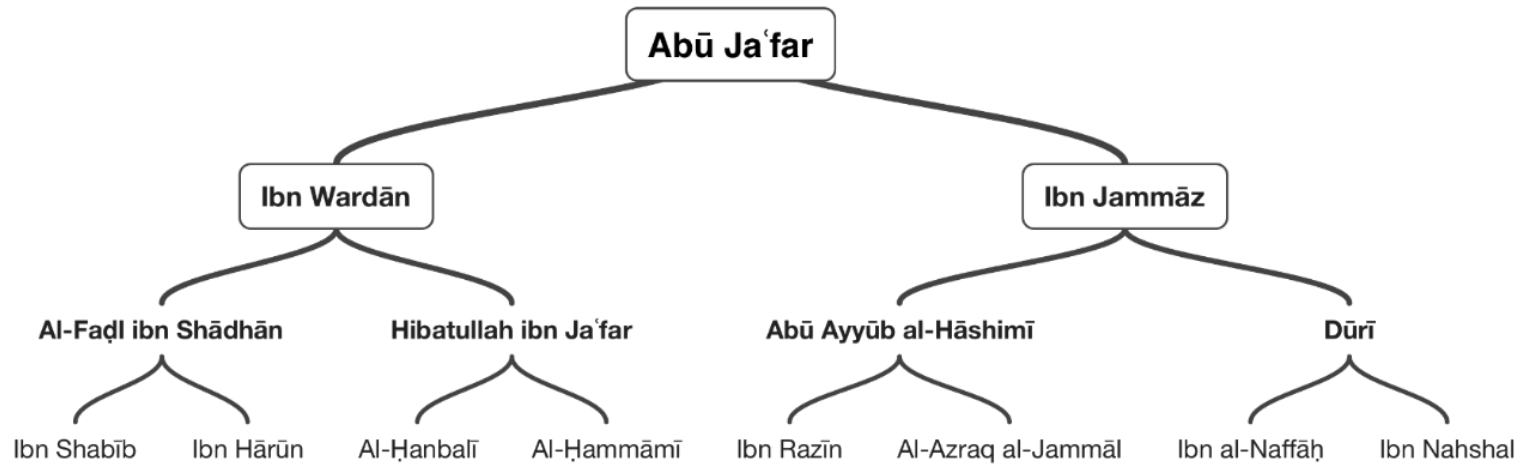 Abū Jaʿfar
Ibn Wardān
Ibn Jammāz
Al-Faḍl ibn Shādhān
Hibatullah ibn Jaʿfar
Abū Ayyūb al-Hāshimī
Dūrī
Ibn Shabīb
Ibn Hārūn
Al-Ḥanbalī
Al-Ḥammāmī
Ibn Razīn
Al-Azraq al-Jammāl
Ibn al-Naffāḥ
Ibn Nahshal